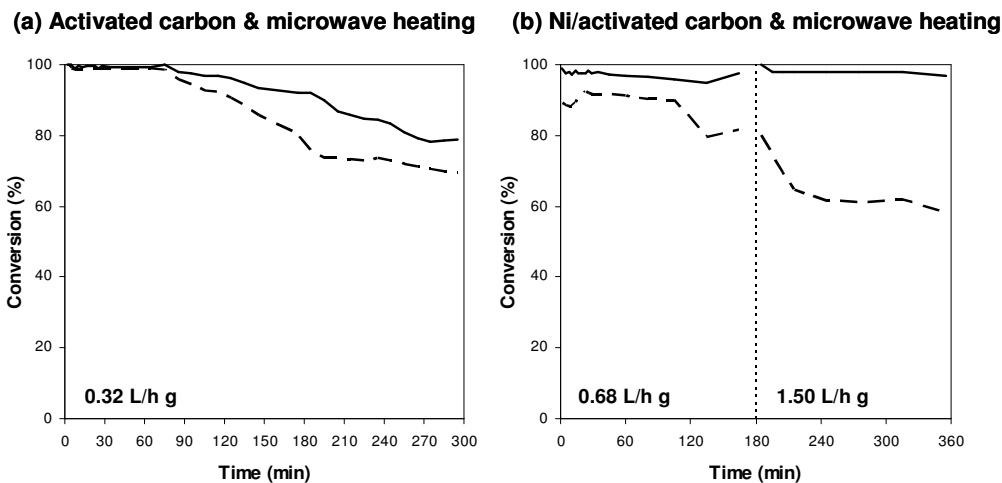 (a) Activated carbon & microwave heating
100
80
60
40
20
0
Conversion (%)
0.32 L/h g
0 30 60 90 120 150 180 210 240 270 300
Time (min)
(b) Ni/activated carbon & microwave heating
100
80
60
40
20
0
Conversion (%)
0.68 L/h g
1.50 L/h g
0 60 120 180 240 300 360
Time (min)